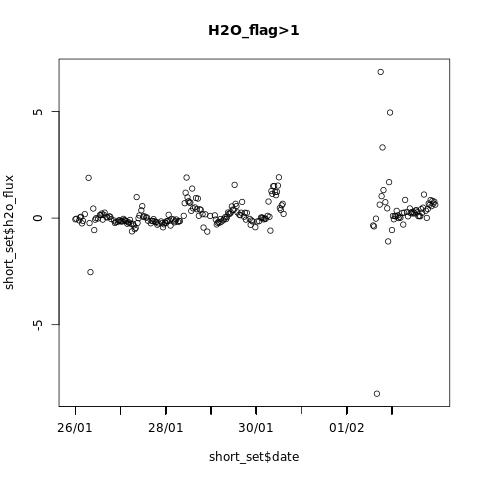 H2O_flag>1
short_set$h2o_flux
5
0
-5
26/01 28/01 30/01 01/02
short_set$date